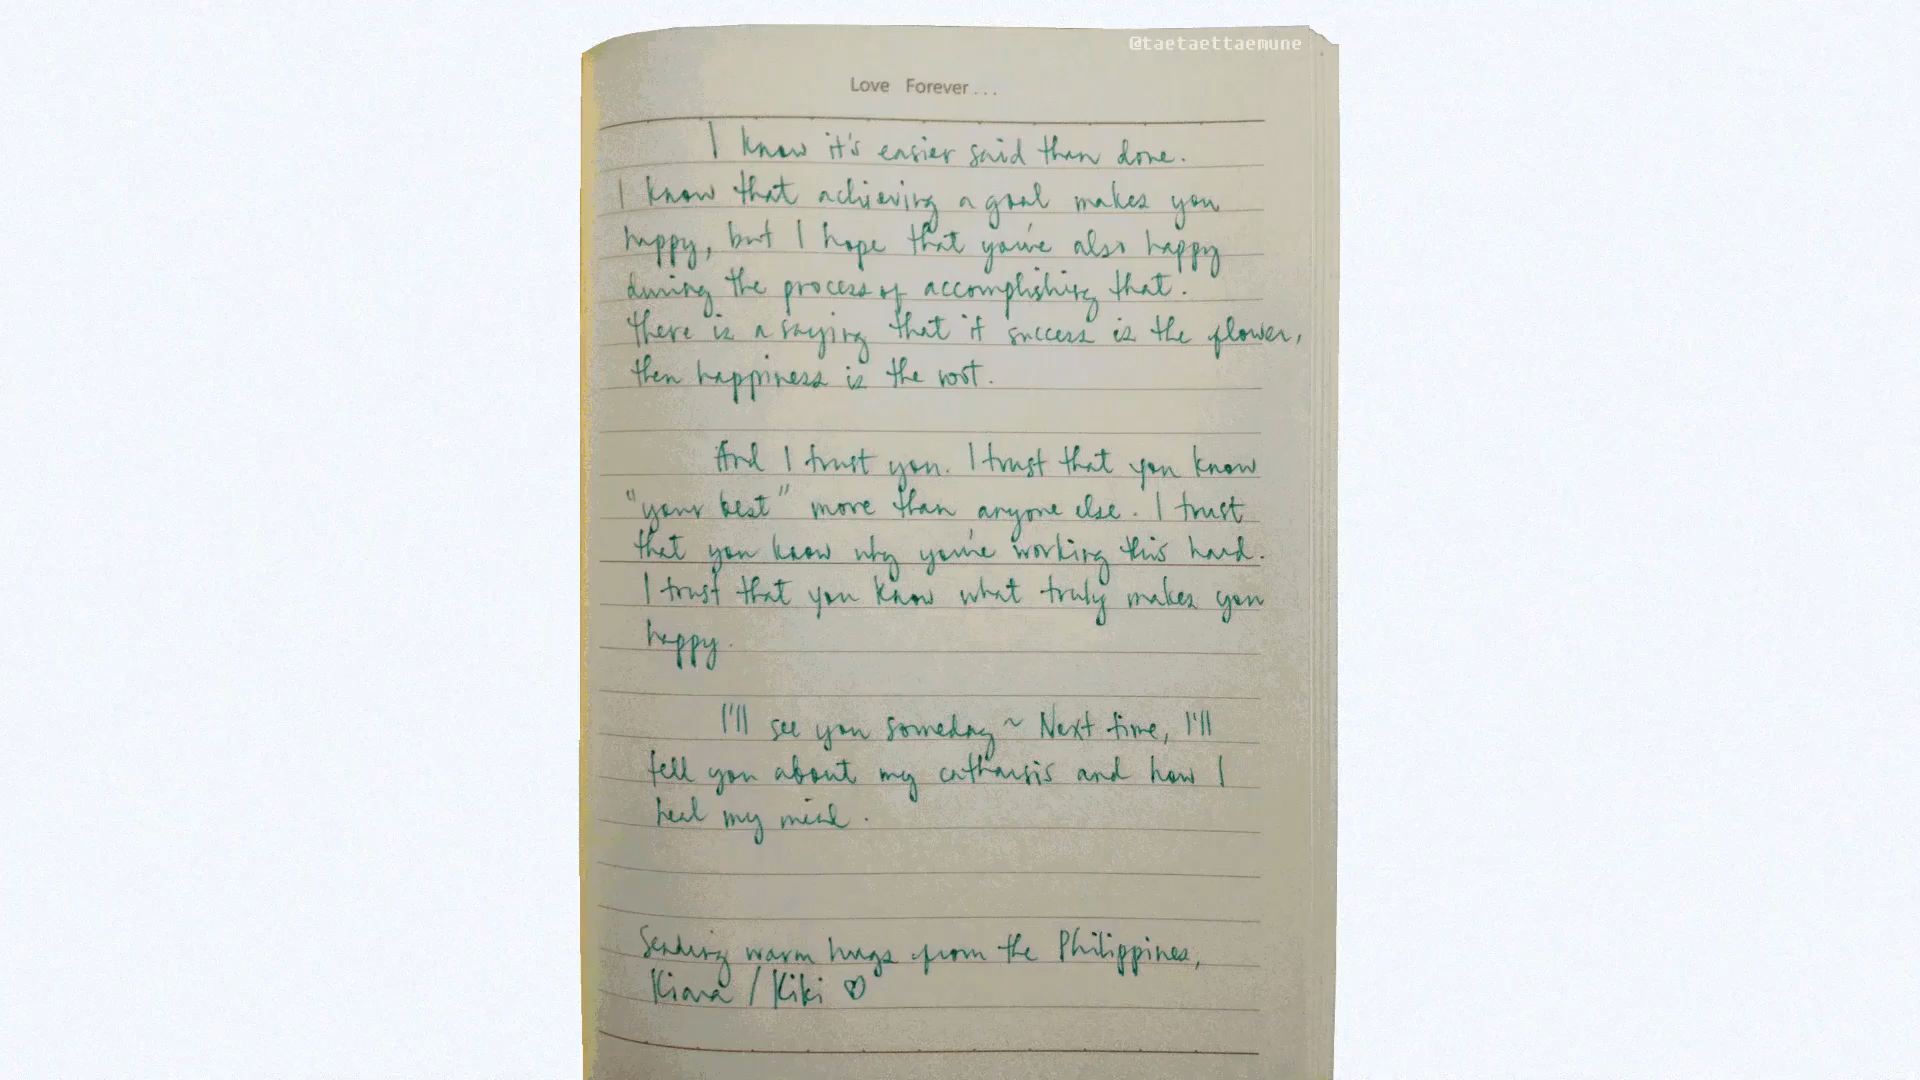 @taetaettaemune
Love Forever...
I know it's easier said than done.
I know that achieving a goal makes you
happy, but I hope that you're also happy
during the process of accomplishing that.
there is a saying that if success is the flower,
then happiness is the root.
And I trust you. I trust that you know
"your best" more than anyone else. I trust
that you know why you're working this hard.
I trust that you know what truly makes you
happy.
I'll see you someday ~ Next time, I'll
tell you about my catharsis and how I
heal my mind.
Sending warm hugs from the Philippines,
Kiara / Kiki ♡